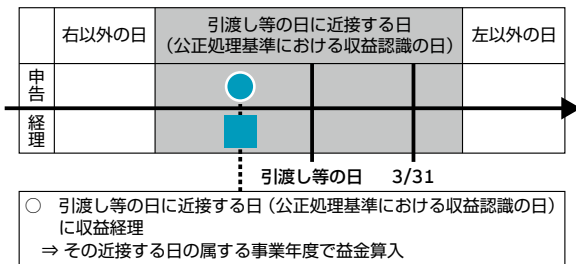 右以外の日
引渡し等の日に近接する日
（公正処理基準における収益認識の日）
左以外の日
申告
経理
引渡し等の日
3/31
○　引渡し等の日に近接する日（公正処理基準における収益認識の日）
に収益経理
⇒ その近接する日の属する事業年度で益金算入